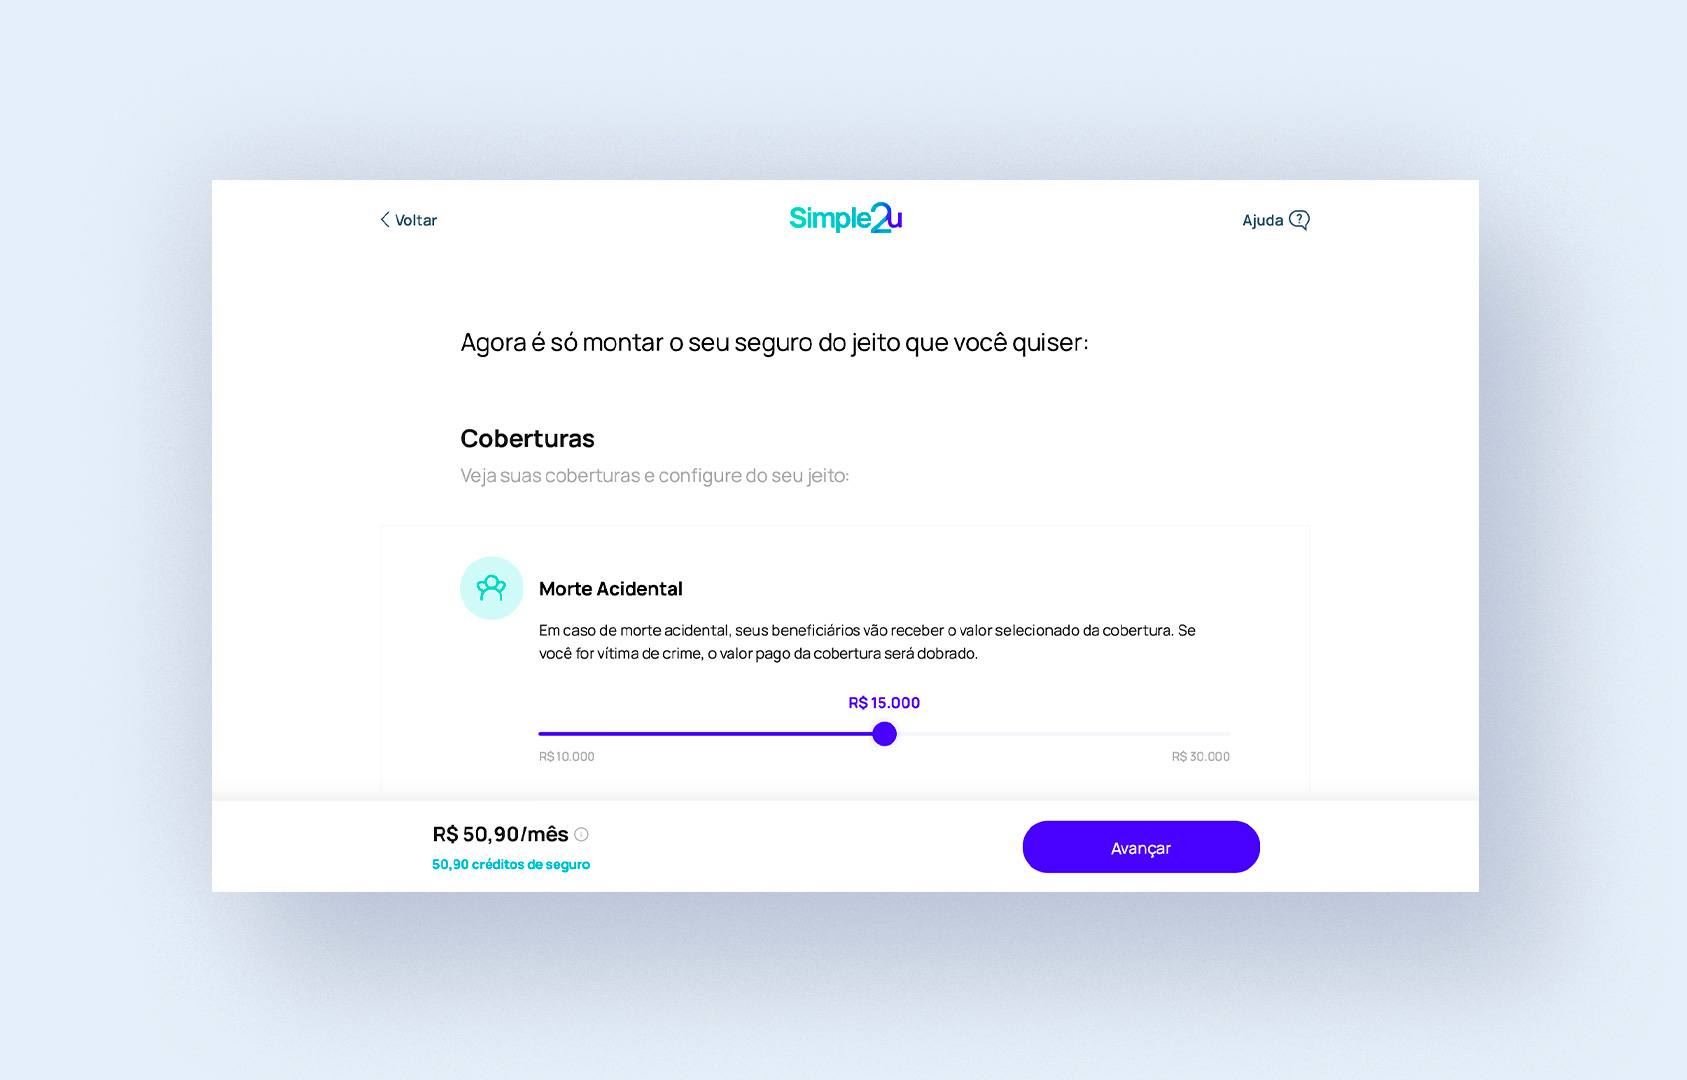 Voltar
Simple2u
Ajuda ?
Agora é só montar o seu seguro do jeito que você quiser:
Coberturas
Veja suas coberturas e configure do seu jeito:
Morte Acidental
Em caso de morte acidental, seus beneficiários vão receber o valor selecionado da cobertura. Se
você for vítima de crime, o valor pago da cobertura será dobrado.
R$ 15.000
R$ 10.000
R$ 30.000
R$ 50,90/mês
50,90 créditos de seguro
Avançar